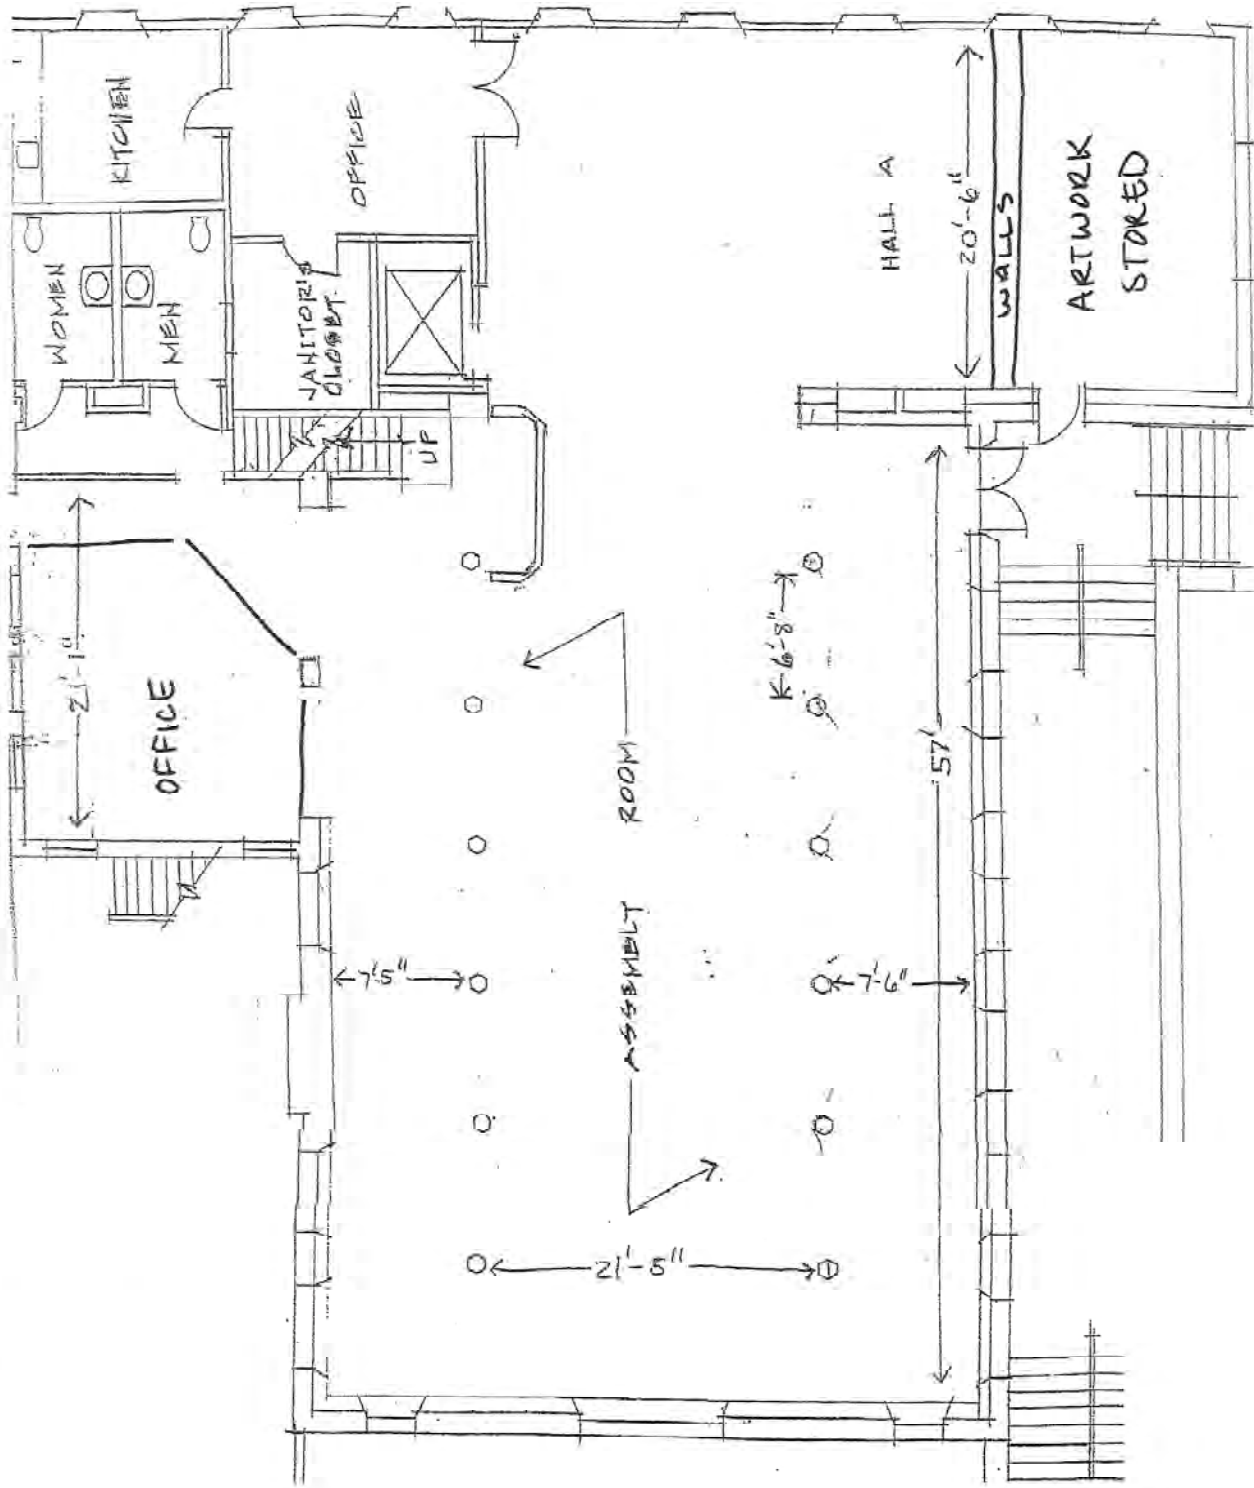 KITCHEN
OFFICE
WOMEN
MEN
JANITOR'S
CLOSET.
UP
HALL A
20'-6"
WALLS
ARTWORK
STORED
21'-1"
OFFICE
6'-8"
57'
ASSEMBLY ROOM
7'-5"
7'-6"
21'-5"